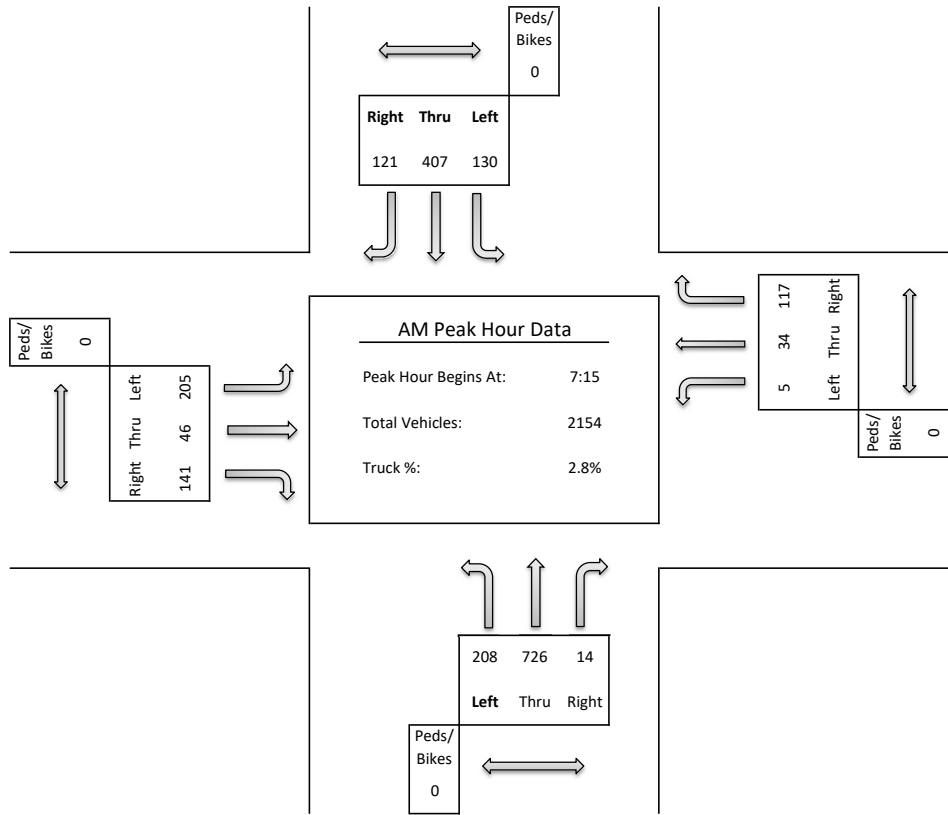 Peds/
Bikes
0
Right Thru Left
121 407 130
Peds/
Bikes
0
Right Thru Left
141 46 205
AM Peak Hour Data
Peak Hour Begins At: 7:15
Total Vehicles: 2154
Truck %: 2.8%
117 Right
34 Thru
5 Left
Peds/
Bikes
0
208 726 14
Left Thru Right
Peds/
Bikes
0